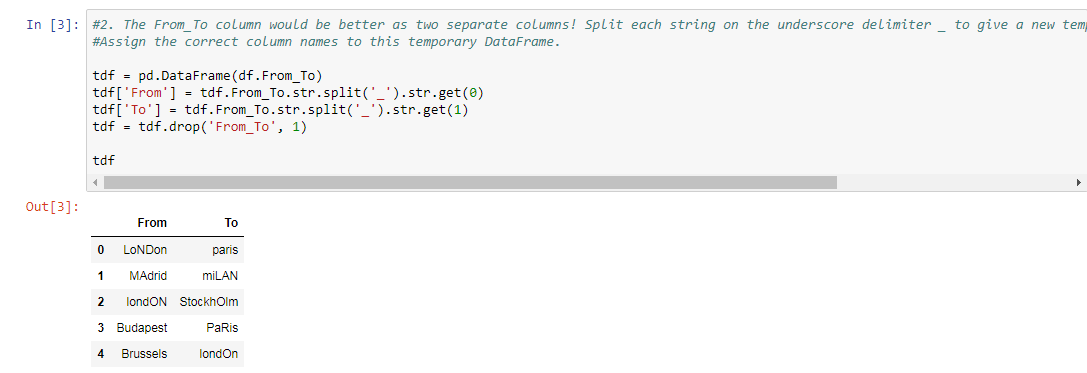 In [3]: #2. The From_To column would be better as two separate columns! Split each string on the underscore delimiter _ to give a new
#Assign the correct column names to this temporary DataFrame.
tdf = pd.DataFrame(df.From_To)
tdf['From'] = tdf.From_To.str.split('_').str.get(0)
tdf['To'] = tdf.From_To.str.split('_').str.get(1)
tdf = tdf.drop('From_To', 1)
tdf
Out[3]:
From To
0 LoNDon paris
1 MAdrid miLAN
2 londON StockhOlm
3 Budapest PaRis
4 Brussels londOn